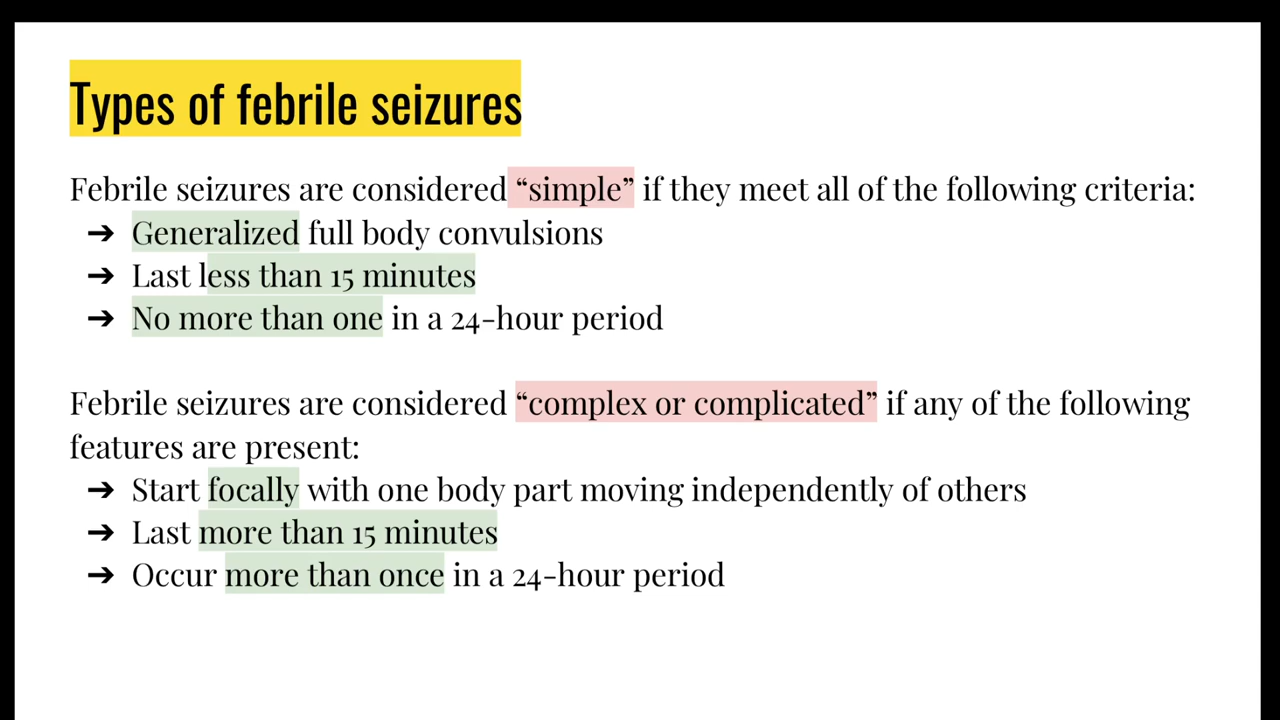 Types of febrile seizures
Febrile seizures are considered “simple” if they meet all of the following criteria:
➔ Generalized full body convulsions
➔ Last less than 15 minutes
➔ No more than one in a 24-hour period
Febrile seizures are considered “complex or complicated” if any of the following
features are present:
➔ Start focally with one body part moving independently of others
➔ Last more than 15 minutes
➔ Occur more than once in a 24-hour period